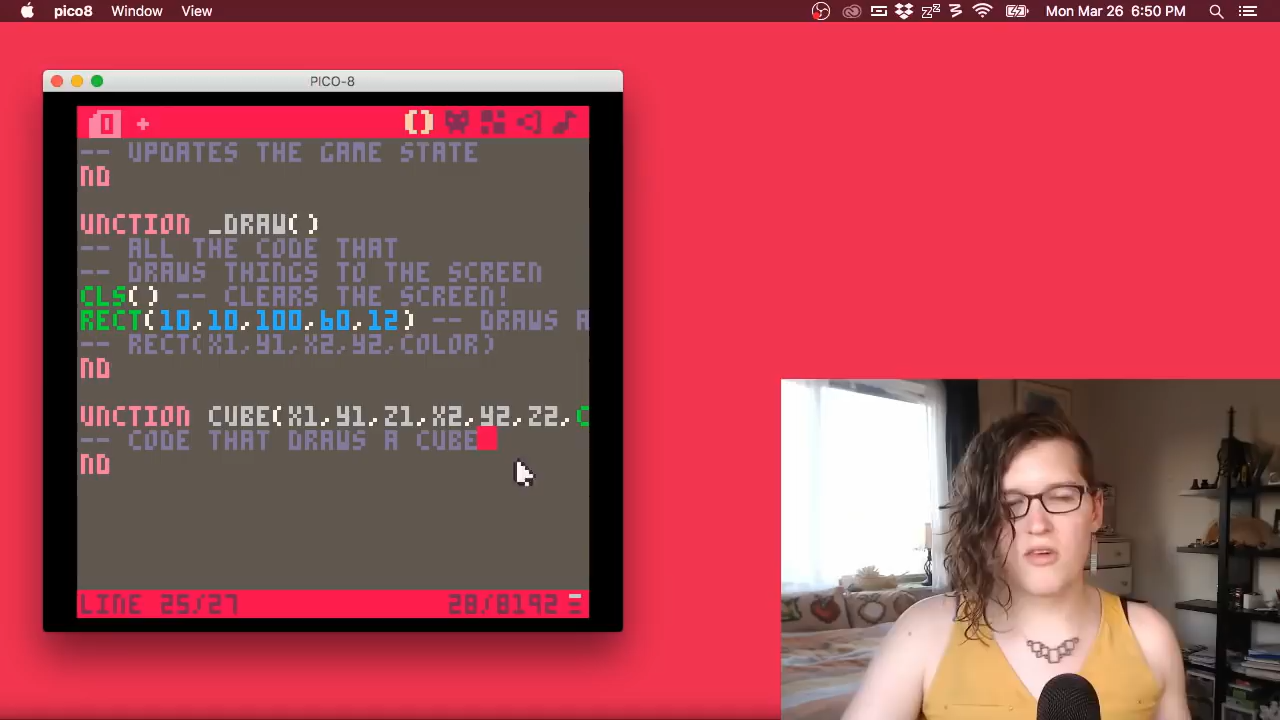 pico8 Window View Mon Mar 26 6:50 PM
PICO-8
-- UPDATES THE GAME STATE
ND
UNCTION _DRAW()
-- ALL THE CODE THAT
-- DRAWS THINGS TO THE SCREEN
CLS() -- CLEARS THE SCREEN!
RECT(10,10,100,60,12) -- DRAWS A
-- RECT(X1,Y1,X2,Y2,COLOR)
ND
UNCTION CUBE(X1,Y1,Z1,X2,Y2,Z2,C
-- CODE THAT DRAWS A CUBE
ND
LINE 25/27 28/8192